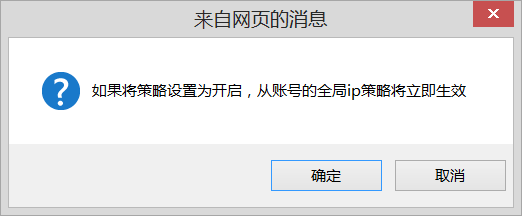 来自网页的消息
如果将策略设置为开启，从账号的全局ip策略将立即生效
确定
取消